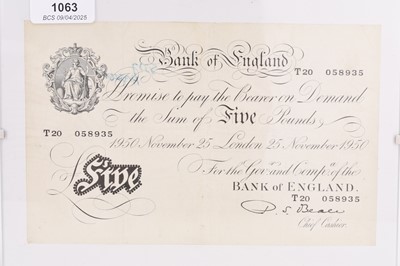 1063
BCS 09/04/2025
Bank of England
T20 058935
Promise to pay the Bearer on Demand
the Sum of Five Pounds
T20 058935
1950 November 25 London 25 November 1950
For the Govr and Compa of the
BANK OF ENGLAND.
Five
T20 058935
P. S. Beale
Chief Cashier.